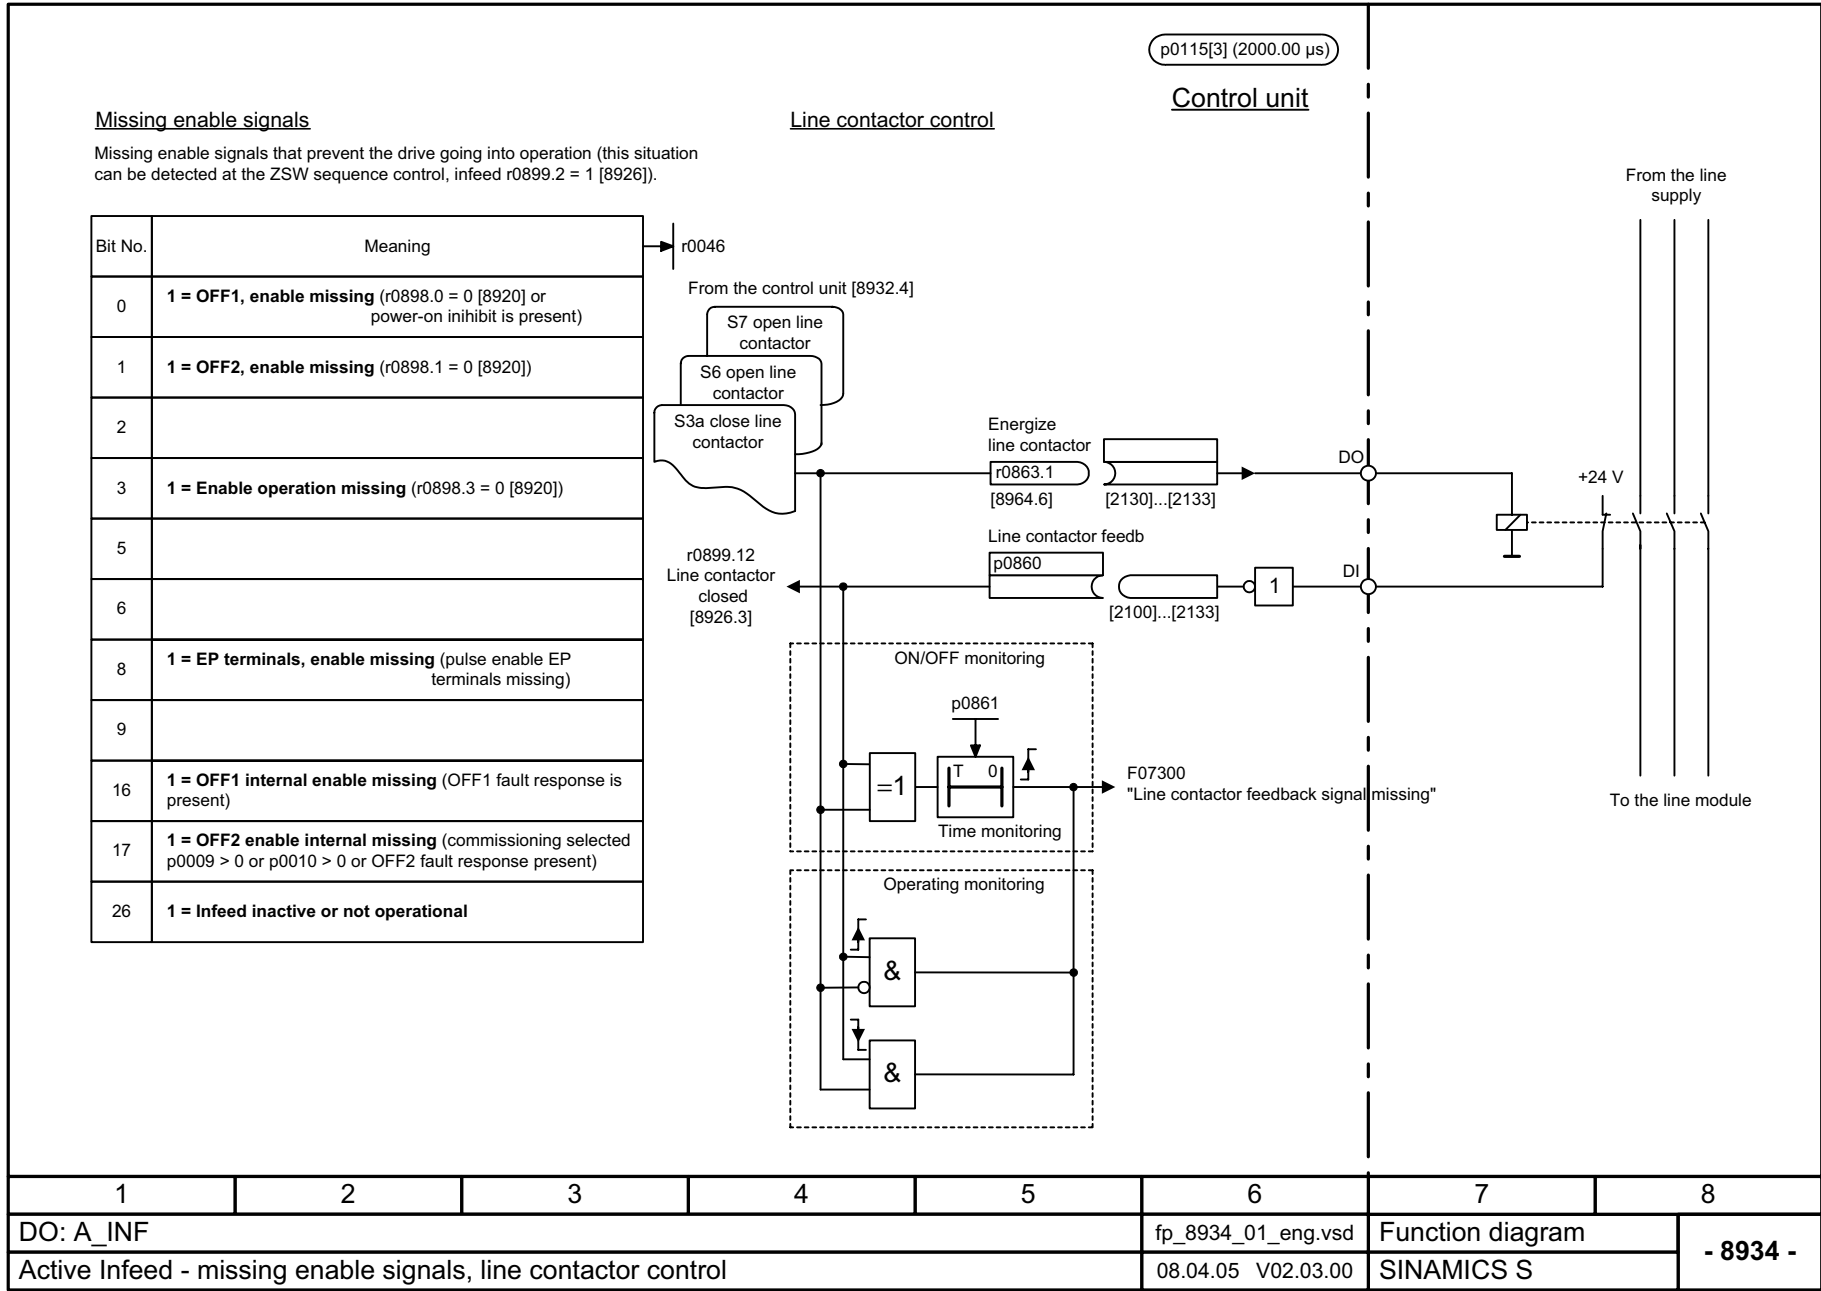 p0115[3] (2000.00 µs)
Control unit
Missing enable signals
Line contactor control
Missing enable signals that prevent the drive going into operation (this situation
can be detected at the ZSW sequence control, infeed r0899.2 = 1 [8926]).
From the line
supply
Bit No.
Meaning
r0046
0
1 = OFF1, enable missing (r0898.0 = 0 [8920] or
power-on inihibit is present)
1
1 = OFF2, enable missing (r0898.1 = 0 [8920])
2
3
1 = Enable operation missing (r0898.3 = 0 [8920])
5
6
8
1 = EP terminals, enable missing (pulse enable EP
terminals missing)
9
16
1 = OFF1 internal enable missing (OFF1 fault response is
present)
17
1 = OFF2 enable internal missing (commissioning selected
p0009 > 0 or p0010 > 0 or OFF2 fault response present)
26
1 = Infeed inactive or not operational
From the control unit [8932.4]
S7 open line
contactor
S6 open line
contactor
S3a close line
contactor
Energize
line contactor
r0863.1
[8964.6]
[2130]...[2133]
DO
+24 V
r0899.12
Line contactor
closed
[8926.3]
Line contactor feedb
p0860
[2100]...[2133]
1
DI
ON/OFF monitoring
p0861
=1
T 0
Time monitoring
F07300
"Line contactor feedback signal missing"
To the line module
Operating monitoring
&
&
1 2 3 4 5 6 7 8
DO: A_INF
fp_8934_01_eng.vsd
Function diagram
- 8934 -
Active Infeed - missing enable signals, line contactor control
08.04.05 V02.03.00
SINAMICS S